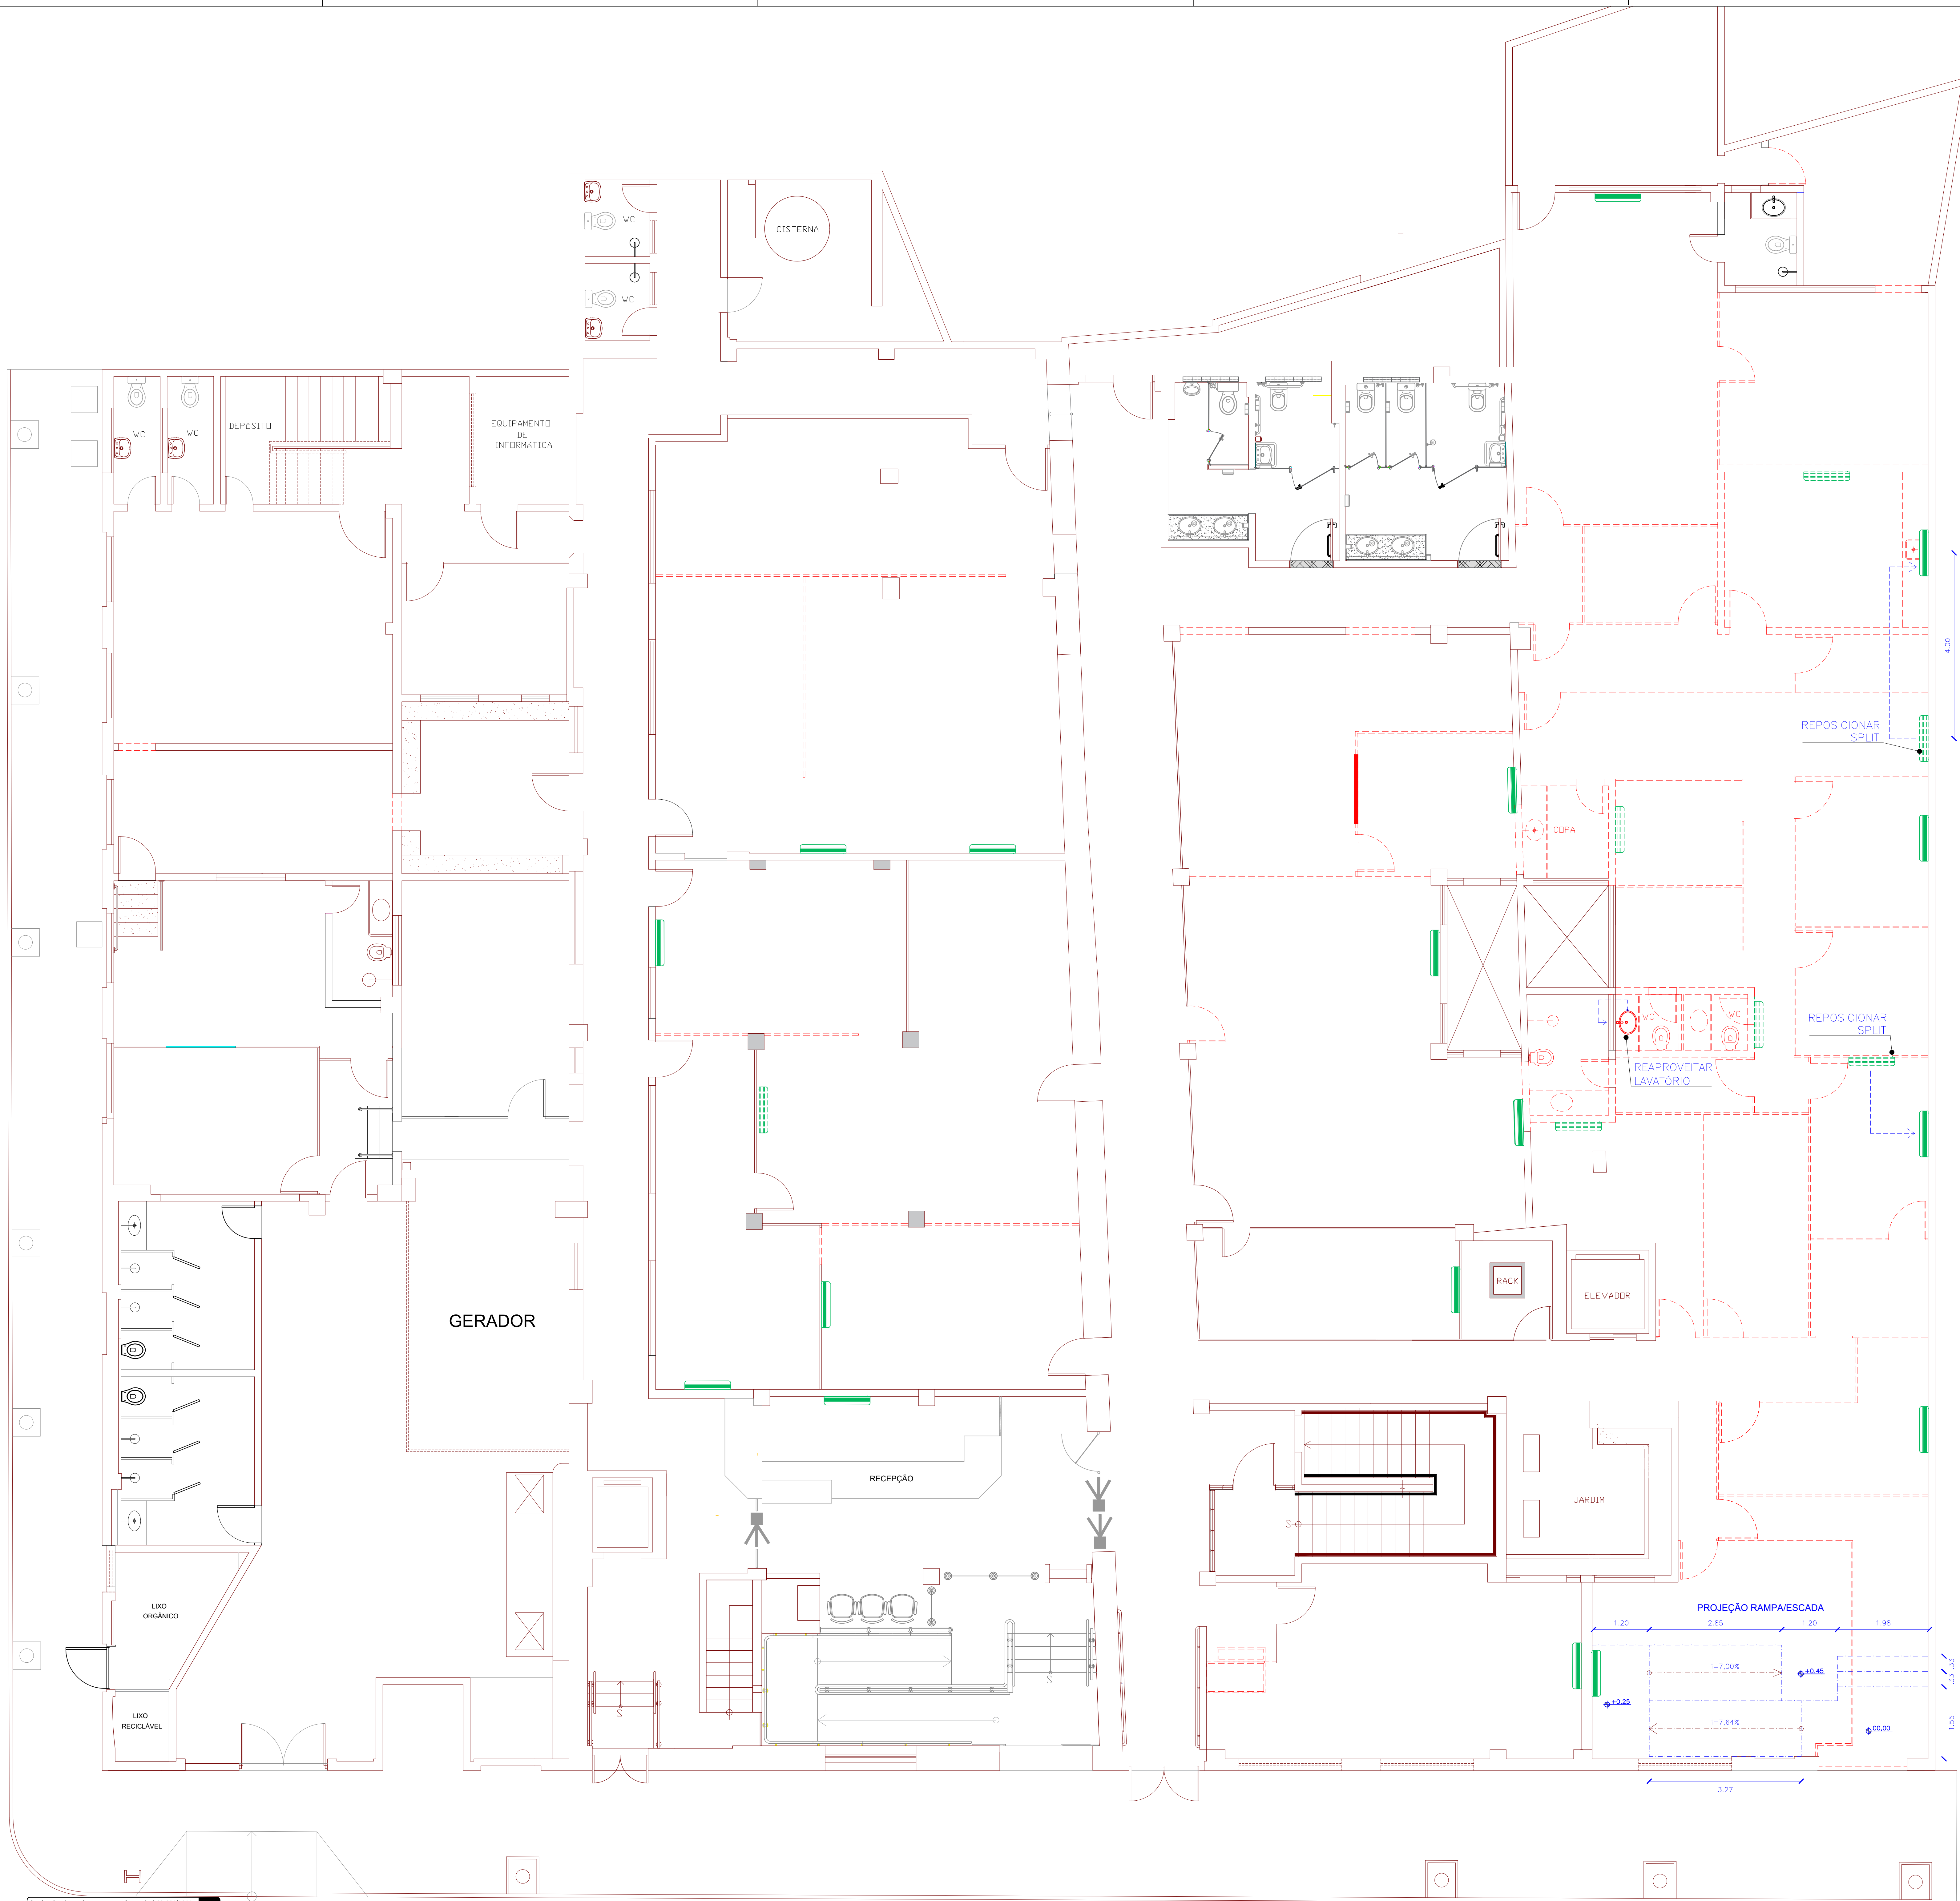 WC
CISTERNA
WC
WC
WC
DEPóSITO
EQUIPAMENTO
DE
INFORMáTICA
4.00
REPOSICIONAR
SPLIT
COPA
WC
WC
REPOSICIONAR
SPLIT
REAPROVEITAR
LAVATÓRIO
RACK
ELEVADOR
GERADOR
RECEPÇÃO
JARDIM
S
LIXO
ORGÂNICO
PROJEÇÃO RAMPA/ESCADA
1.20
2.85
1.20
1.98
i=7,00%
+0.45
.33
.33
S
S
+0.25
LIXO
RECICLÁVEL
i=7,64%
00,00
1.55
3.27